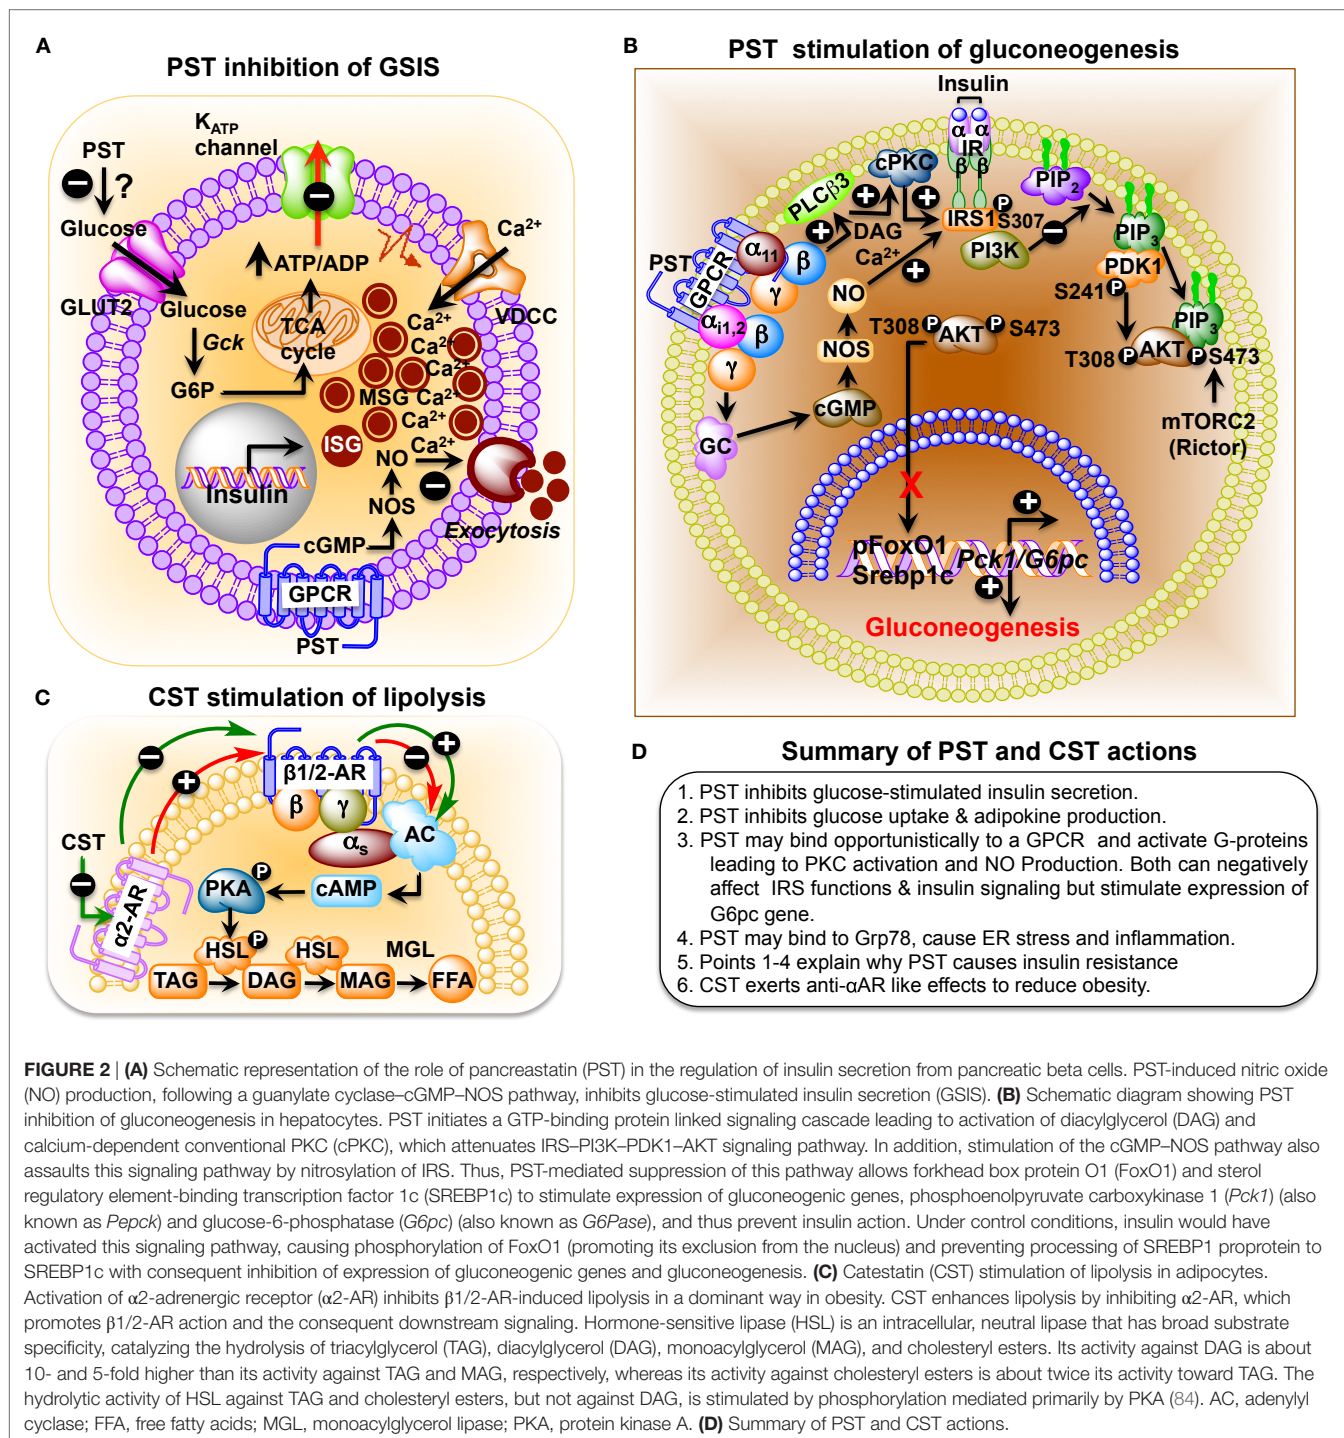 A
PST inhibition of GSIS
KATP
channel
PST
− ?
Glucose
−
Ca2+
ATP/ADP
GLUT2
Glucose
VDCC
TCA
cycle
Gck
Ca2+
Ca2+
Ca2+
G6P
MSG Ca2+
Ca2+
ISG
Ca2+
NO
−
Insulin
NOS
Exocytosis
cGMP
GPCR
PST
B
PST stimulation of gluconeogenesis
Insulin
α α
IR
β β
cPKC
PLCβ3
+ +
PIP2
IRS1 P S307
+ DAG
−
PIP3
PI3K
PST
GPCR
α11
β
Ca2+
+
PDK1
γ
NO
S241 P
αi1,2
β
T308 P AKT P S473
PIP3
NOS
T308 P AKT P S473
γ
cGMP
mTORC2
(Rictor)
GC
X
+
pFoxO1
Srebp1c
Pck1/G6pc
+
Gluconeogenesis
C
CST stimulation of lipolysis
−
+
+
−
β1/2-AR
β γ
αs
AC
CST
−
α2-AR
PKA P
cAMP
HSL P
HSL
MGL
TAG DAG MAG FFA
D
Summary of PST and CST actions
1. PST inhibits glucose-stimulated insulin secretion.
2. PST inhibits glucose uptake & adipokine production.
3. PST may bind opportunistically to a GPCR and activate G-proteins
leading to PKC activation and NO Production. Both can negatively
affect IRS functions & insulin signaling but stimulate expression of
G6pc gene.
4. PST may bind to Grp78, cause ER stress and inflammation.
5. Points 1-4 explain why PST causes insulin resistance
6. CST exerts anti-αAR like effects to reduce obesity.
FIGURE 2 | (A) Schematic representation of the role of pancreastatin (PST) in the regulation of insulin secretion from pancreatic beta cells. PST-induced nitric oxide
(NO) production, following a guanylate cyclase–cGMP–NOS pathway, inhibits glucose-stimulated insulin secretion (GSIS). (B) Schematic diagram showing PST
inhibition of gluconeogenesis in hepatocytes. PST initiates a GTP-binding protein linked signaling cascade leading to activation of diacylglycerol (DAG) and
calcium-dependent conventional PKC (cPKC), which attenuates IRS–PI3K–PDK1–AKT signaling pathway. In addition, stimulation of the cGMP–NOS pathway also
assaults this signaling pathway by nitrosylation of IRS. Thus, PST-mediated suppression of this pathway allows forkhead box protein O1 (FoxO1) and sterol
regulatory element-binding transcription factor 1c (SREBP1c) to stimulate expression of gluconeogenic genes, phosphoenolpyruvate carboxykinase 1 (Pck1) (also
known as Pepck) and glucose-6-phosphatase (G6pc) (also known as G6Pase), and thus prevent insulin action. Under control conditions, insulin would have
activated this signaling pathway, causing phosphorylation of FoxO1 (promoting its exclusion from the nucleus) and preventing processing of SREBP1 proprotein to
SREBP1c with consequent inhibition of expression of gluconeogenic genes and gluconeogenesis. (C) Catestatin (CST) stimulation of lipolysis in adipocytes.
Activation of α2-adrenergic receptor (α2-AR) inhibits β1/2-AR-induced lipolysis in a dominant way in obesity. CST enhances lipolysis by inhibiting α2-AR, which
promotes β1/2-AR action and the consequent downstream signaling. Hormone-sensitive lipase (HSL) is an intracellular, neutral lipase that has broad substrate
specificity, catalyzing the hydrolysis of triacylglycerol (TAG), diacylglycerol (DAG), monoacylglycerol (MAG), and cholesteryl esters. Its activity against DAG is about
10- and 5-fold higher than its activity against TAG and MAG, respectively, whereas its activity against cholesteryl esters is about twice its activity toward TAG. The
hydrolytic activity of HSL against TAG and cholesteryl esters, but not against DAG, is stimulated by phosphorylation mediated primarily by PKA (84). AC, adenylyl
cyclase; FFA, free fatty acids; MGL, monoacylglycerol lipase; PKA, protein kinase A. (D) Summary of PST and CST actions.